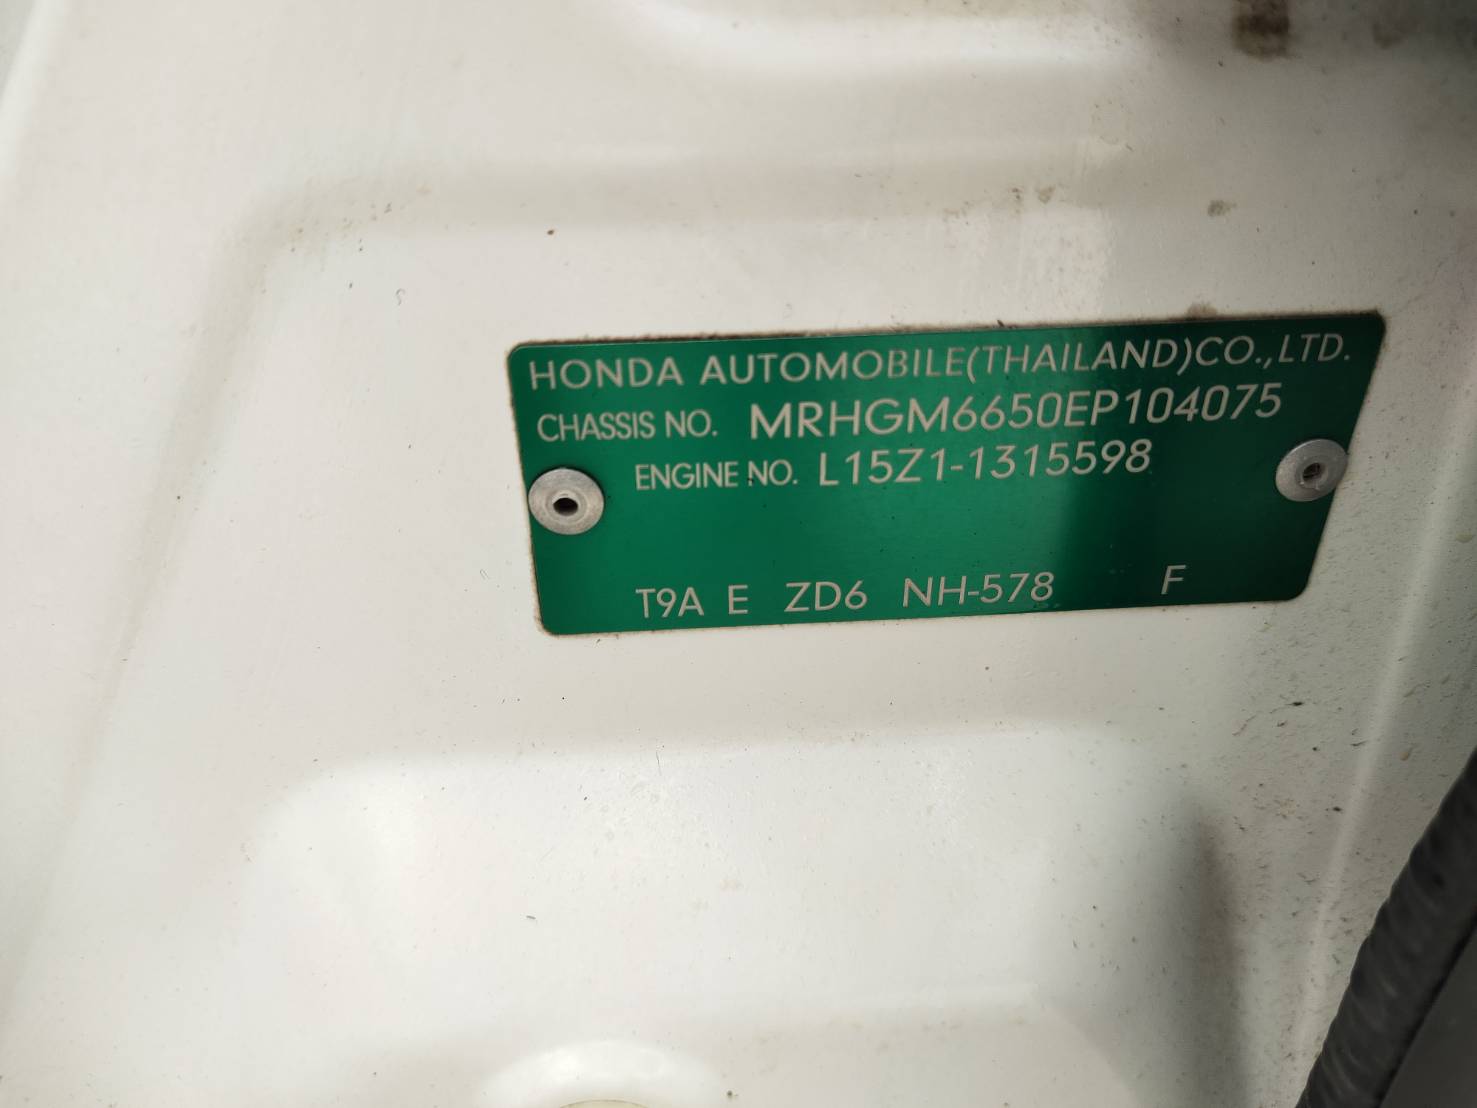 HONDA AUTOMOBILE(THAILAND)CO.,LTD.
CHASSIS NO. MRHGM6650EP104075
ENGINE NO. L15Z1-1315598
T9A E ZD6 NH-578 F